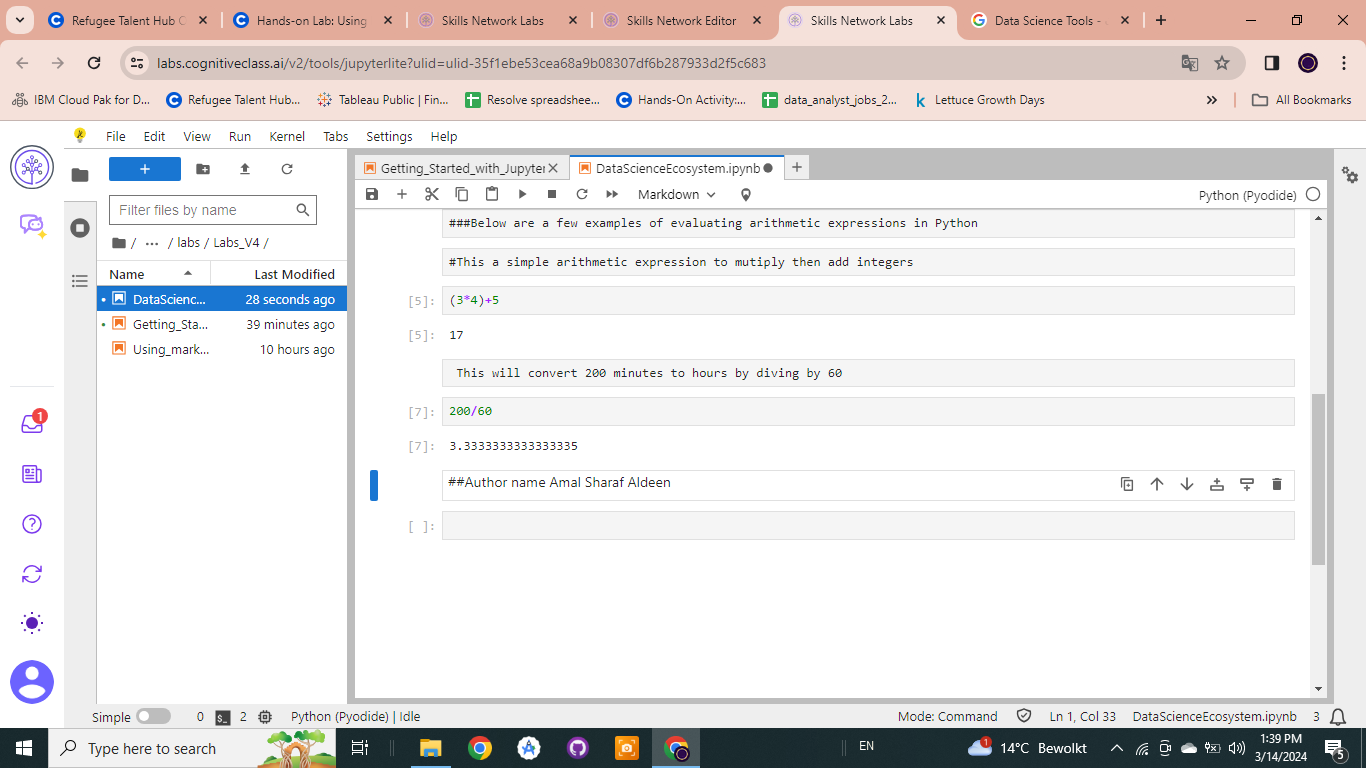 Refugee Talent Hub C
Hands-on Lab: Using
Skills Network Labs
Skills Network Editor
Skills Network Labs
Data Science Tools -
labs.cognitiveclass.ai/v2/tools/jupyterlite?ulid=ulid-35f1ebe53cea68a9b08307df6b287933d2f5c683
IBM Cloud Pak for D...
Refugee Talent Hub...
Tableau Public | Fin...
Resolve spreadshee...
Hands-On Activity:...
data_analyst_jobs_2...
Lettuce Growth Days
All Bookmarks
File Edit View Run Kernel Tabs Settings Help
Getting_Started_with_Jupyter
DataScienceEcosystem.ipynb
Markdown
Python (Pyodide)
Filter files by name
/ ... / labs / Labs_V4 /
Name Last Modified
DataScienc... 28 seconds ago
Getting_Sta... 39 minutes ago
Using_mark... 10 hours ago
###Below are a few examples of evaluating arithmetic expressions in Python
#This a simple arithmetic expression to mutiply then add integers
[5]: (3*4)+5
[5]: 17
This will convert 200 minutes to hours by diving by 60
[7]: 200/60
[7]: 3.3333333333333335
##Author name Amal Sharaf Aldeen
[ ]:
1
Simple 0 2 Python (Pyodide) | Idle
Mode: Command Ln 1, Col 33 DataScienceEcosystem.ipynb 3
Type here to search
EN
1
14°C Bewolkt
1:39 PM
3/14/2024
5